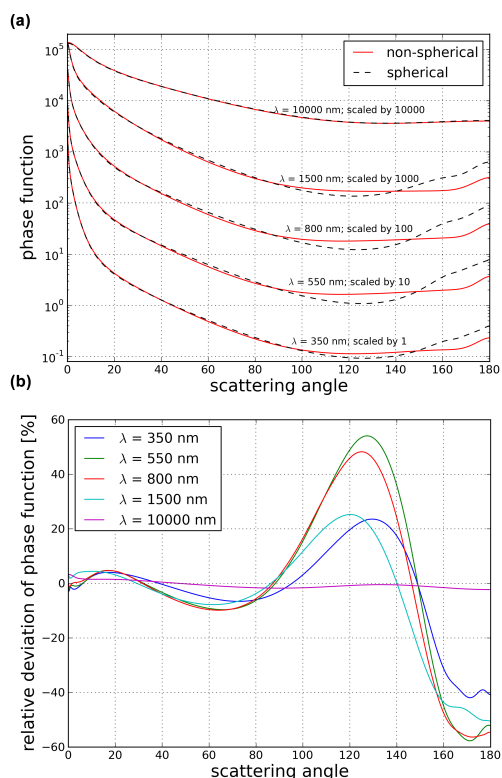 (a)
phase function
10^5
10^4
10^3
10^2
10^1
10^0
10^-1
non-spherical
spherical
λ = 10000 nm; scaled by 10000
λ = 1500 nm; scaled by 1000
λ = 800 nm; scaled by 100
λ = 550 nm; scaled by 10
λ = 350 nm; scaled by 1
0 20 40 60 80 100 120 140 160 180
scattering angle
(b)
relative deviation of phase function [%]
60
40
20
0
−20
−40
−60
λ = 350 nm
λ = 550 nm
λ = 800 nm
λ = 1500 nm
λ = 10000 nm
0 20 40 60 80 100 120 140 160 180
scattering angle